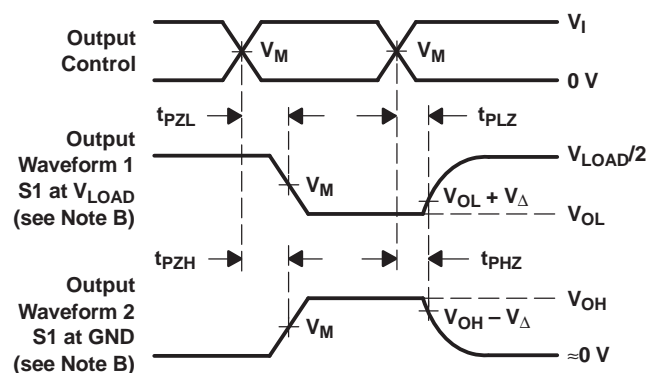 Output
Control
V_M
V_M
V_I
0 V
t_PZL
t_PLZ
Output
Waveform 1
S1 at V_LOAD
(see Note B)
V_M
V_LOAD/2
V_OL + V_Δ
V_OL
t_PZH
t_PHZ
Output
Waveform 2
S1 at GND
(see Note B)
V_M
V_OH
V_OH − V_Δ
≈0 V